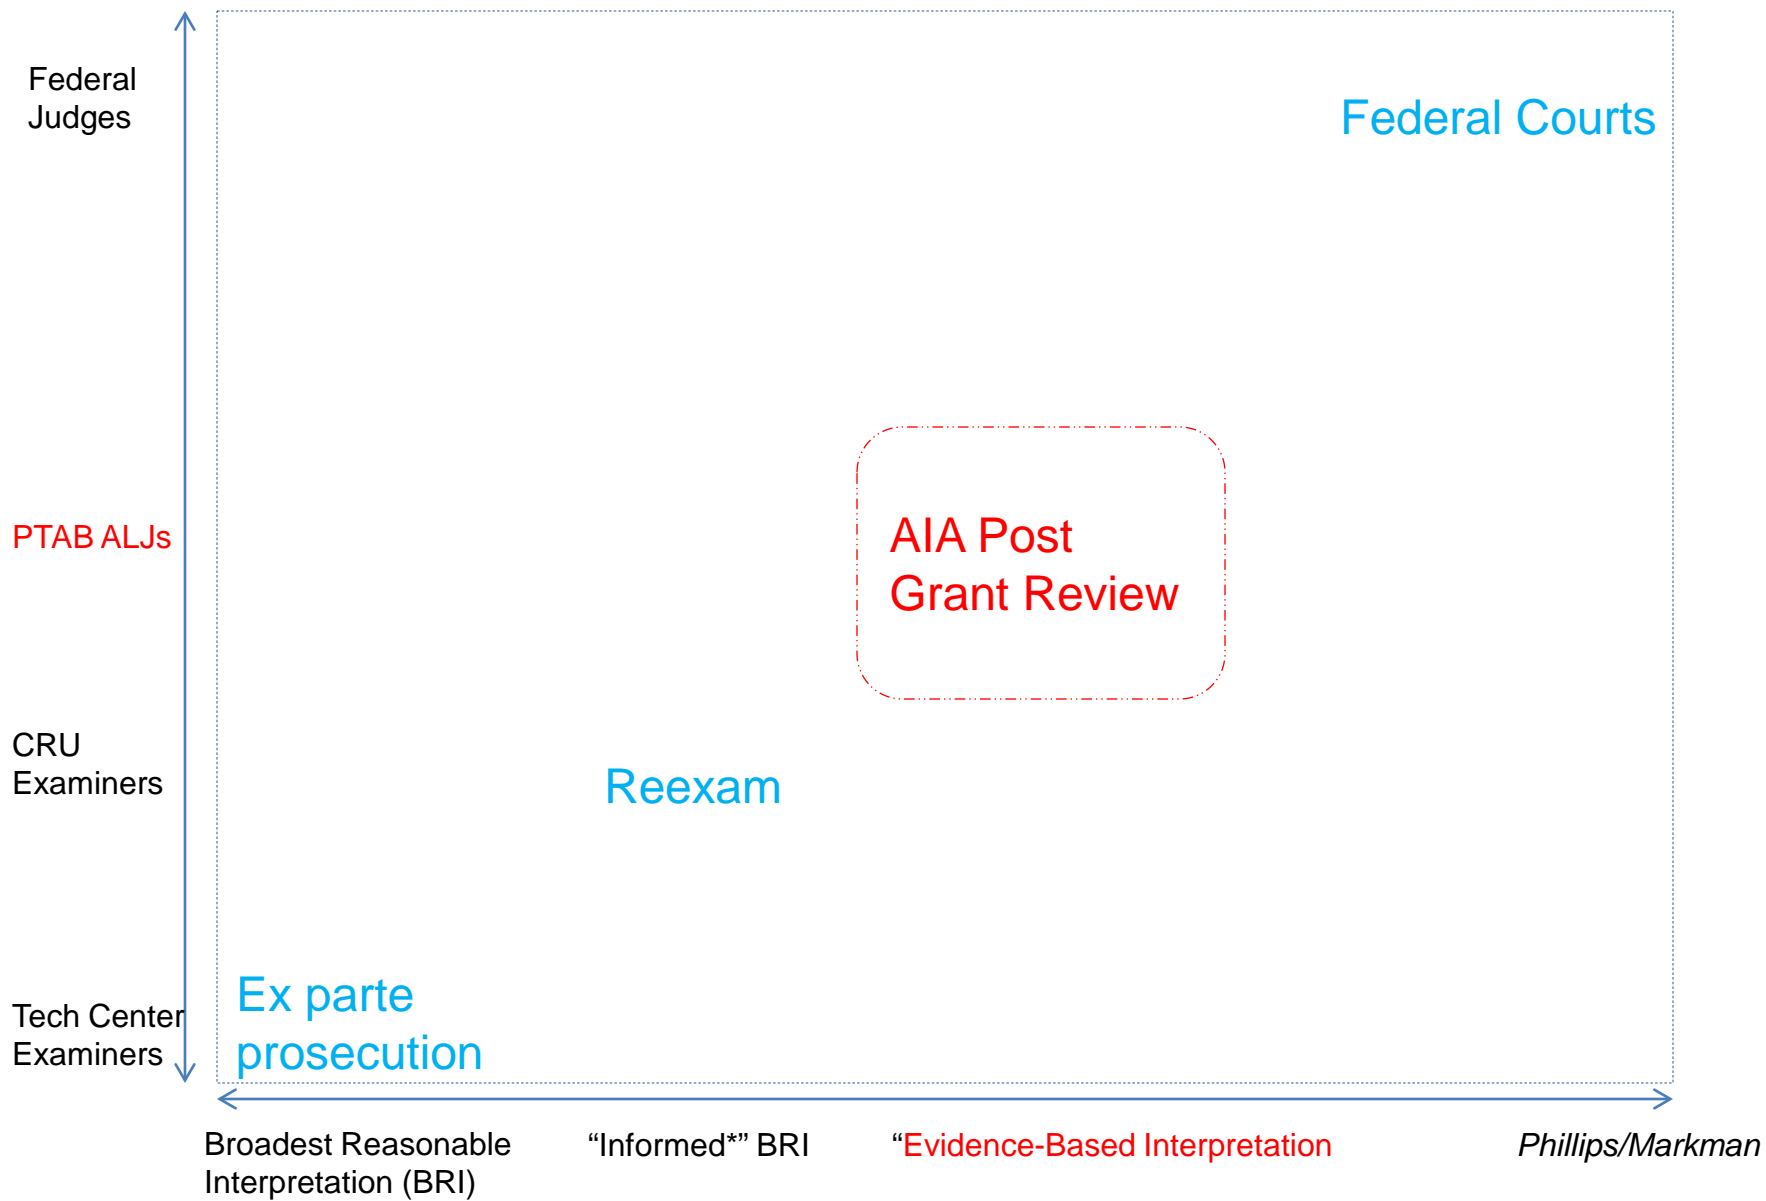 Federal
Judges
Federal Courts
PTAB ALJs
AIA Post
Grant Review
CRU
Examiners
Reexam
Ex parte
prosecution
Tech Center
Examiners
Broadest Reasonable
Interpretation (BRI)
“Informed*” BRI
“Evidence-Based Interpretation
Phillips/Markman